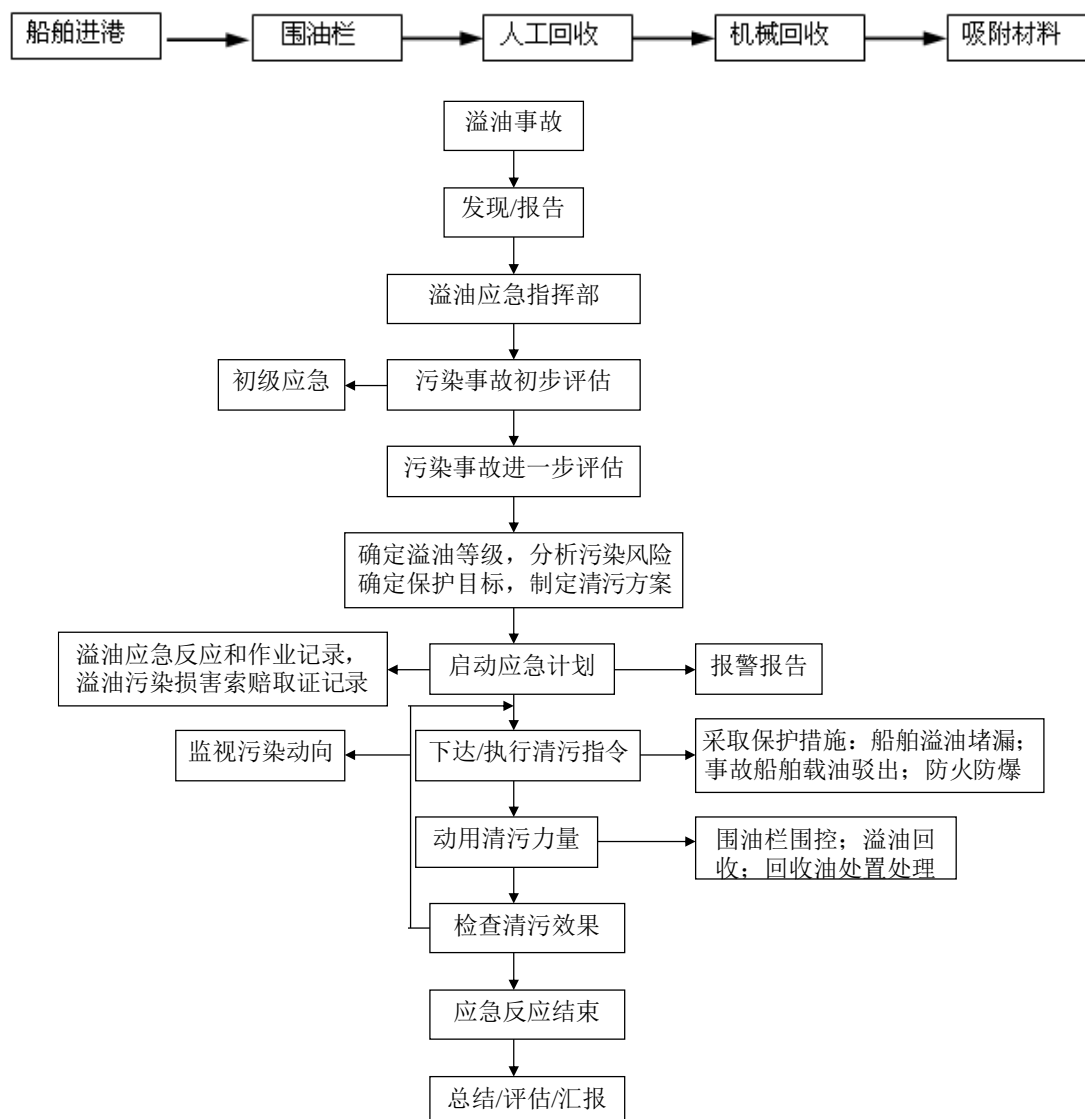 船舶进港
围油栏
人工回收
机械回收
吸附材料
溢油事故
发现/报告
溢油应急指挥部
初级应急
污染事故初步评估
污染事故进一步评估
确定溢油等级，分析污染风险
确定保护目标，制定清污方案
溢油应急反应和作业记录，
溢油污染损害索赔取证记录
启动应急计划
报警报告
监视污染动向
下达/执行清污指令
采取保护措施：船舶溢油堵漏；
事故船舶载油驳出；防火防爆
动用清污力量
围油栏围控；溢油回
收；回收油处置处理
检查清污效果
应急反应结束
总结/评估/汇报